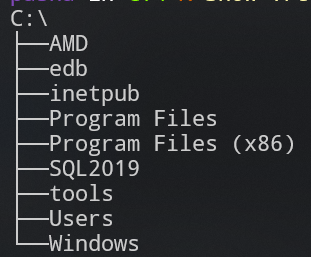 C:\
├──AMD
├──edb
├──inetpub
├──Program Files
├──Program Files (x86)
├──SQL2019
├──tools
├──Users
└──Windows